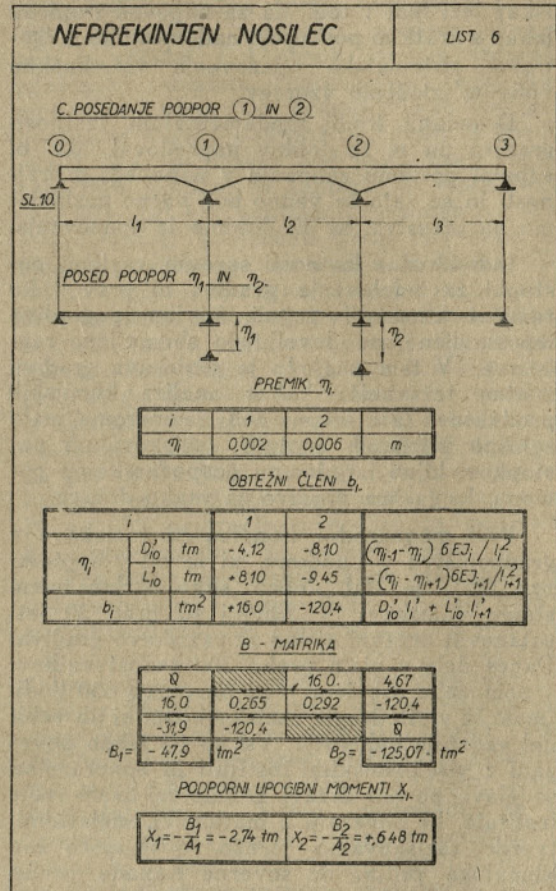 NEPREKINJEN NOSILEC
LIST 6
C. POSEDANJE PODPOR (1) IN (2)
0 1 2 3
SL.10.
l₁ l₂ l₃
POSED PODPOR η₁ IN η₂.
η₁ η₂
PREMIK ηᵢ.
i 1 2
ηᵢ 0,002 0,006 m
OBTEŽNI ČLENI bᵢ.
i 1 2
ηᵢ D'ᵢₒ tm -4.12 -8,10 (ηᵢ₋₁-ηᵢ) 6EJᵢ / lᵢ²
L'ᵢₒ tm +8,10 -9,45 -(ηᵢ - ηᵢ₊₁)6EJᵢ₊₁/lᵢ₊₁²
bᵢ tm² +16,0 -120,4 D'ᵢₒ lᵢ' + L'ᵢₒ l'ᵢ₊₁
B - MATRIKA
0 16,0. 4,67
16,0 0,265 0,292 -120,4
-31,9 -120,4 0
B₁= - 47,9 tm² B₂= -125,07 tm²
PODPORNI UPOGIBNI MOMENTI Xᵢ.
X₁=-B₁/A₁=-2,74 tm X₂=-B₂/A₂=+,648 tm